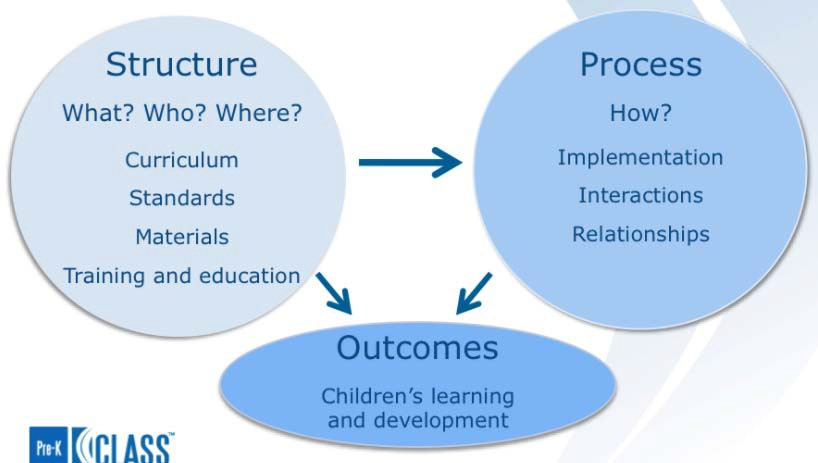 Structure
What? Who? Where?
Curriculum
Standards
Materials
Training and education
Process
How?
Implementation
Interactions
Relationships
Outcomes
Children’s learning
and development
Pre-K CLASS™